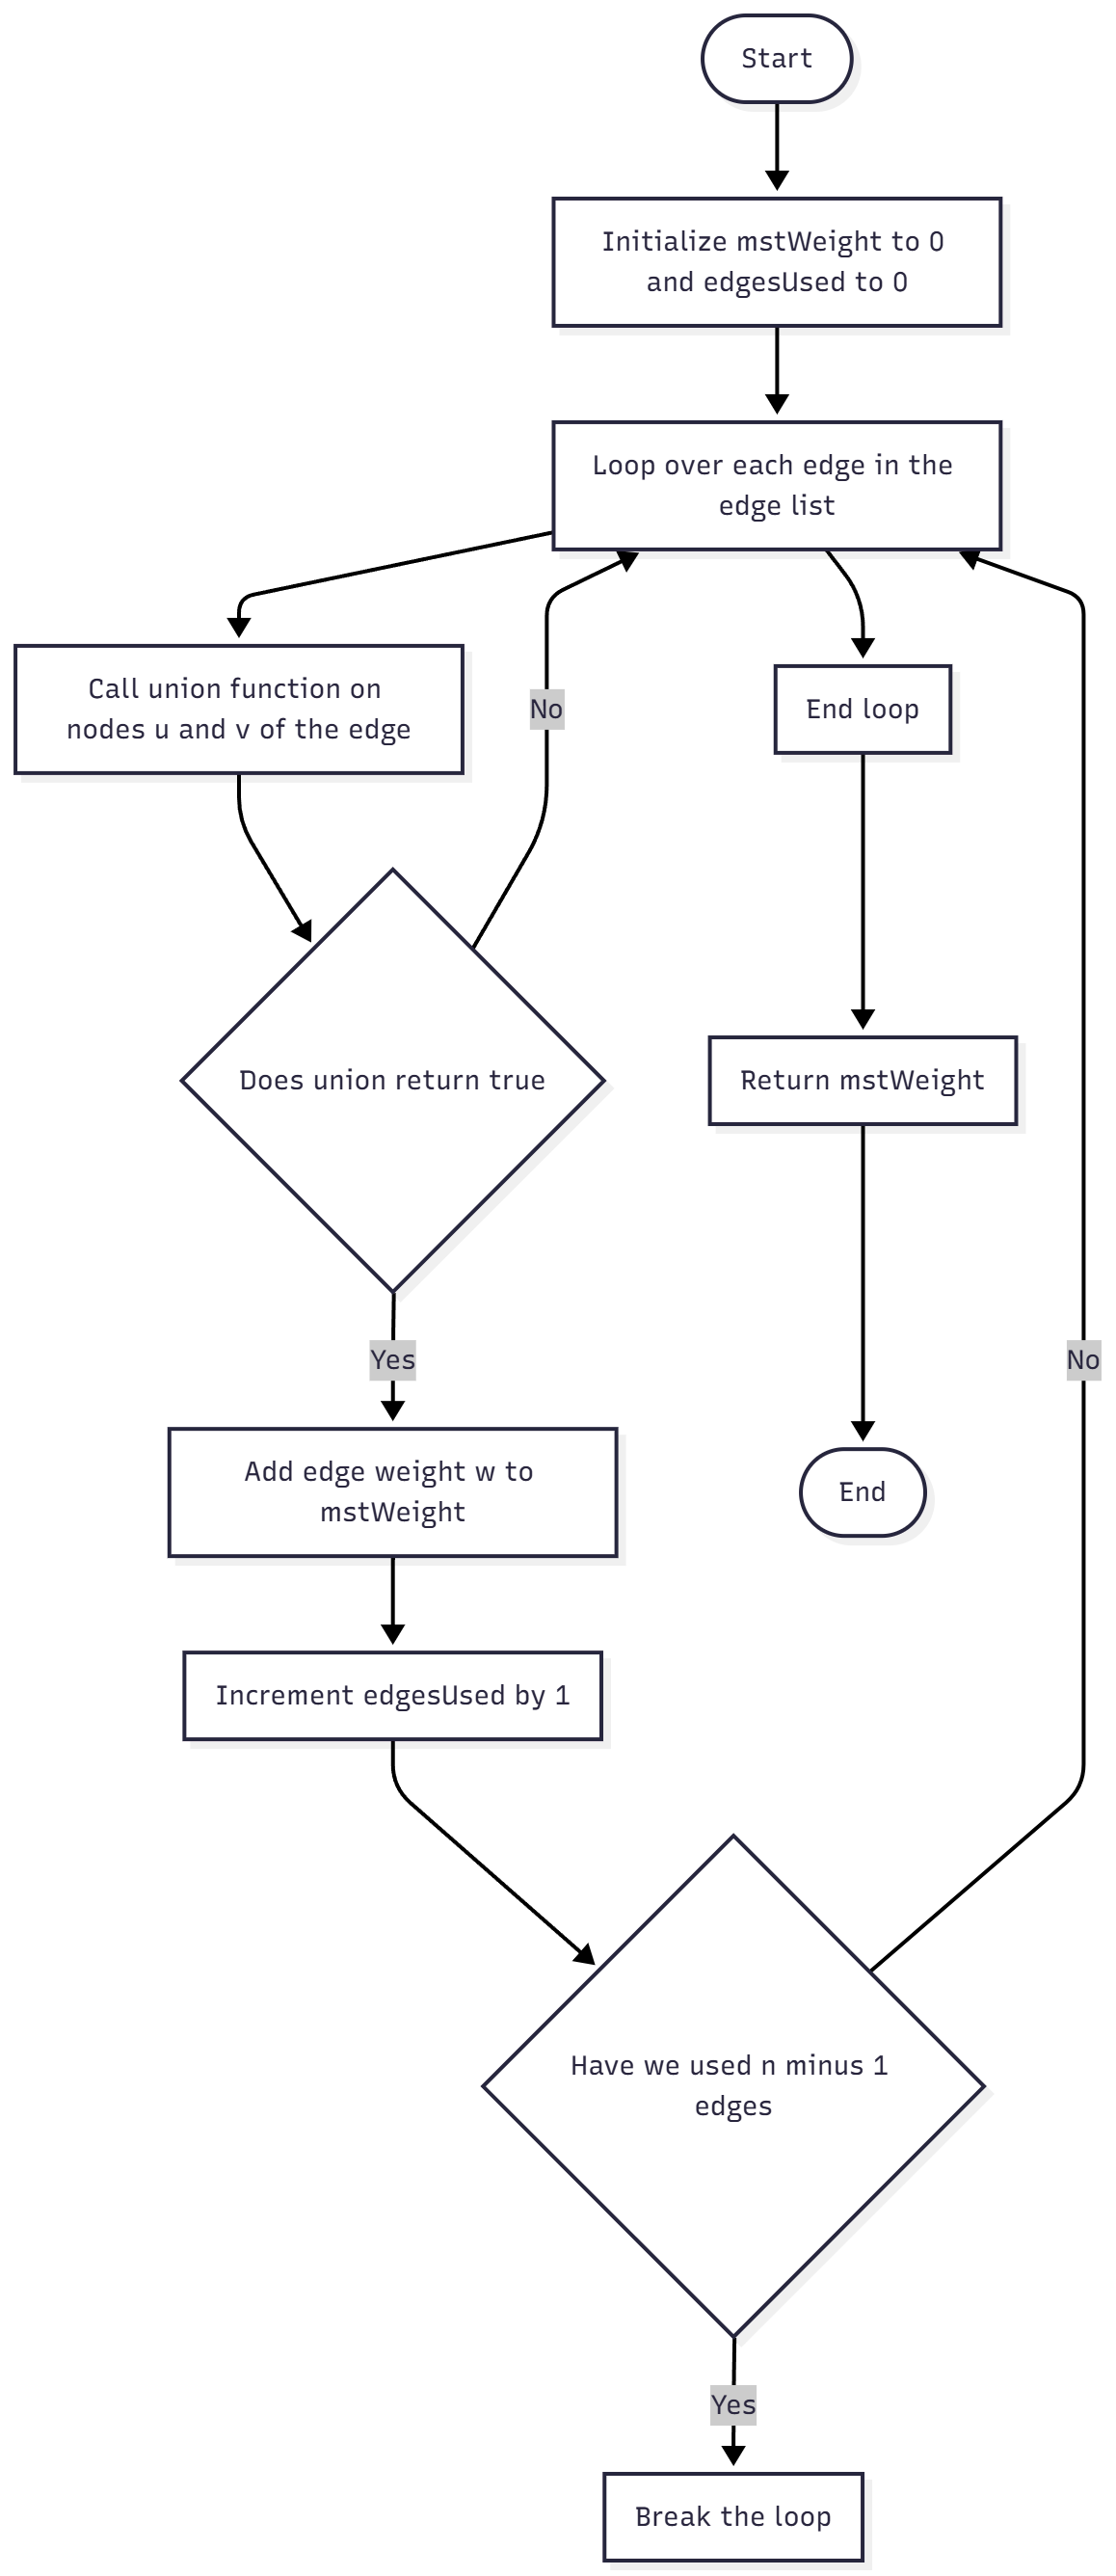 Start
Initialize mstWeight to 0
and edgesUsed to 0
Loop over each edge in the
edge list
Call union function on
nodes u and v of the edge
No
End loop
Does union return true
Return mstWeight
Yes
No
Add edge weight w to
mstWeight
End
Increment edgesUsed by 1
Have we used n minus 1
edges
Yes
Break the loop